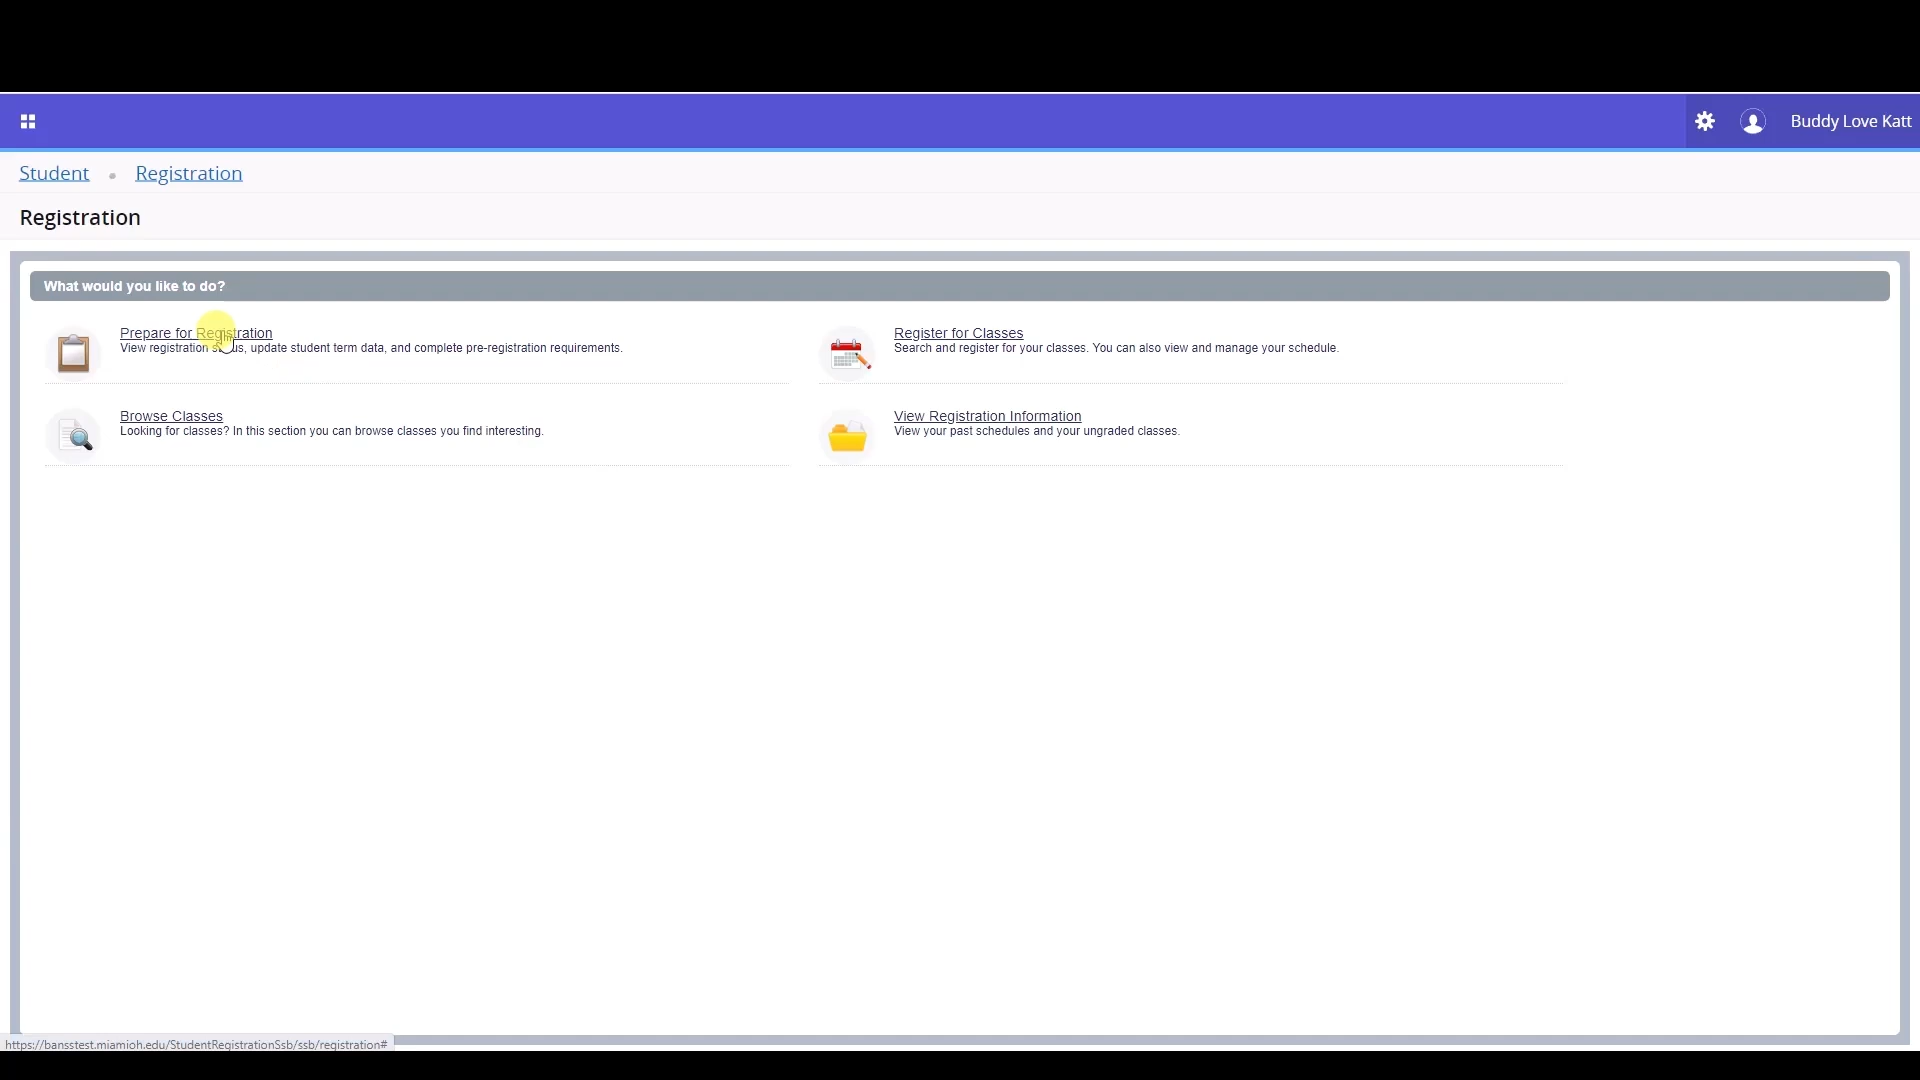 Buddy Love Katt
Student
Registration
Registration
What would you like to do?
Prepare for Registration
View registration status, update student term data, and complete pre-registration requirements.
Register for Classes
Search and register for your classes. You can also view and manage your schedule.
Browse Classes
Looking for classes? In this section you can browse classes you find interesting.
View Registration Information
View your past schedules and your ungraded classes.
https://bansstest.miamioh.edu/StudentRegistrationSsb/ssb/registration#